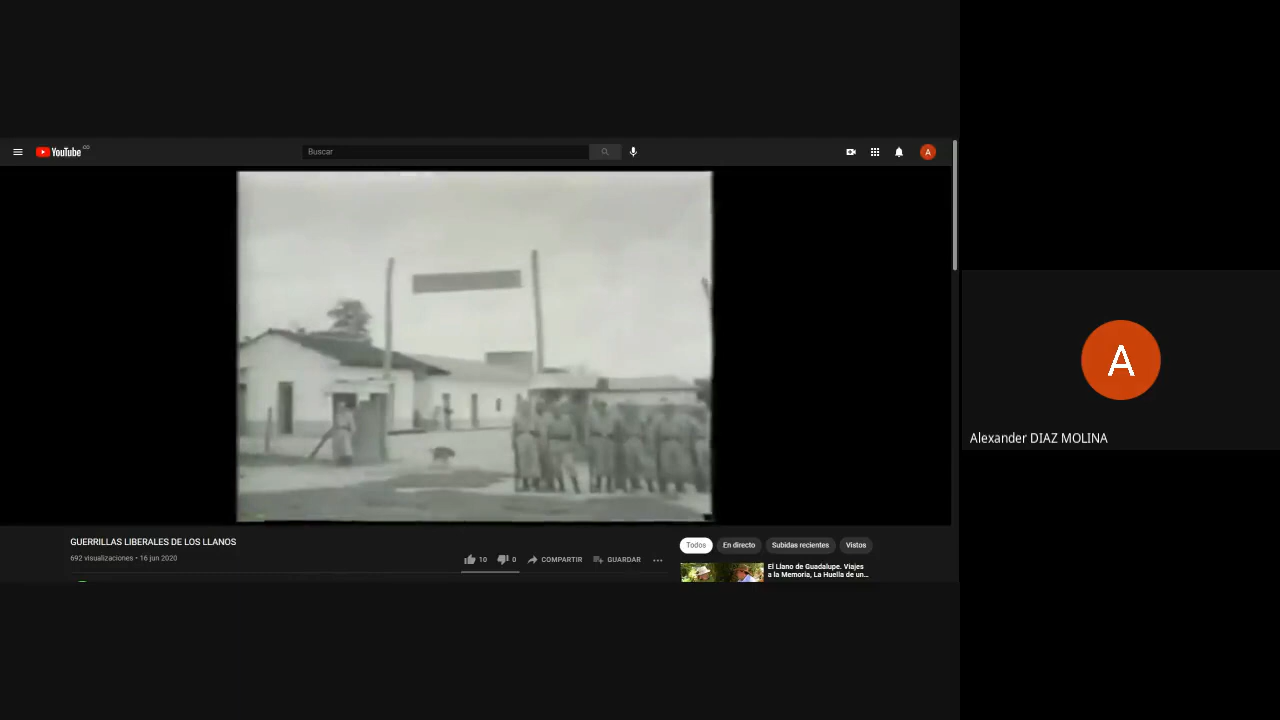 YouTube CO
Buscar
A
GUERRILLAS LIBERALES DE LOS LLANOS
692 visualizaciones • 16 jun 2020
10
0
COMPARTIR
GUARDAR
Todos
En directo
Subidas recientes
Vistos
El Llano de Guadalupe. Viajes
a la Memoria, La Huella de un...
A
Alexander DIAZ MOLINA